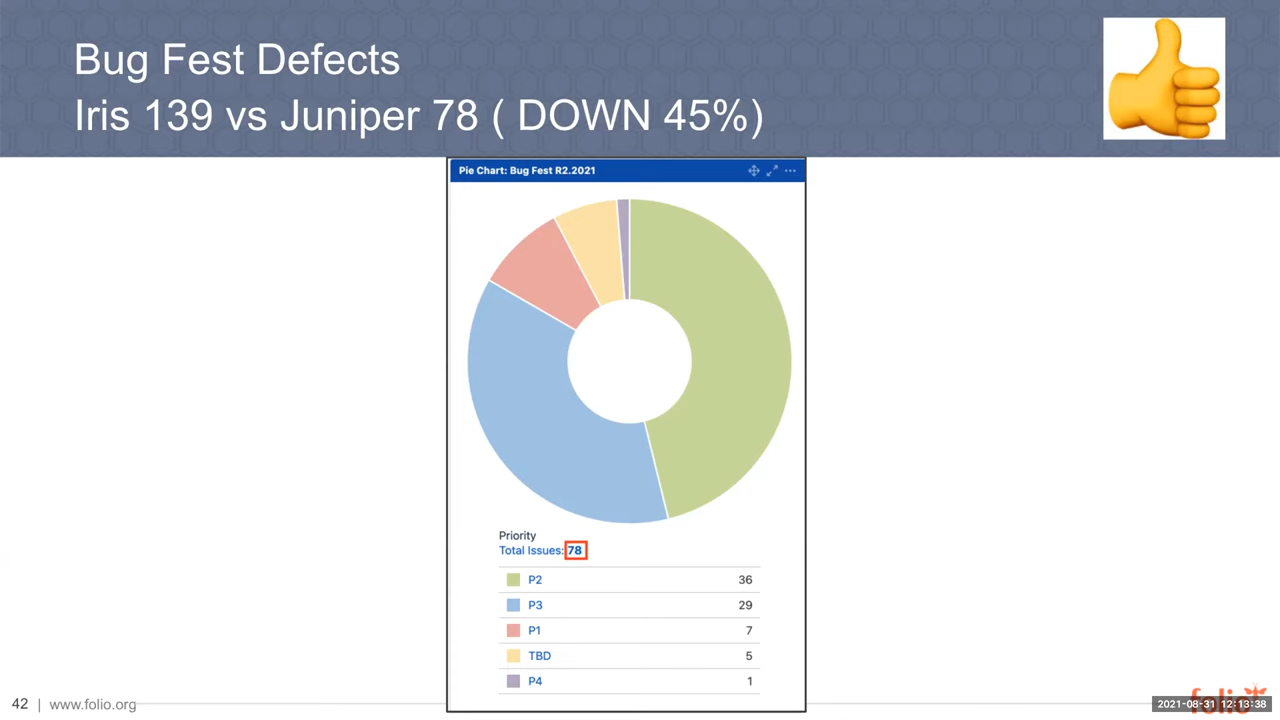 Bug Fest Defects
Iris 139 vs Juniper 78 ( DOWN 45%)
Pie Chart: Bug Fest R2.2021
Priority
Total Issues: 78
P2 36
P3 29
P1 7
TBD 5
P4 1
42 | www.folio.org
folio
2021-08-31 12:13:38